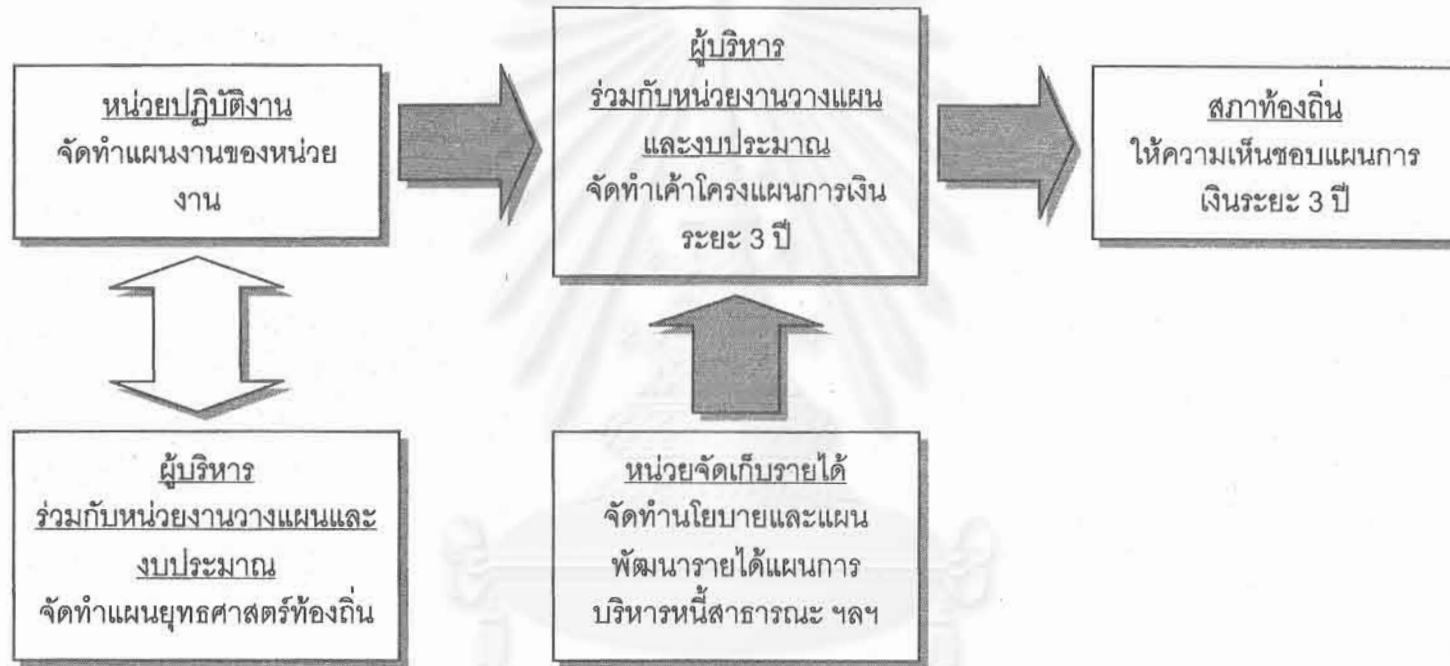 หน่วยปฏิบัติงาน
จัดทำแผนงานของหน่วย
งาน
ผู้บริหาร
ร่วมกับหน่วยงานวางแผน
และงบประมาณ
จัดทำเค้าโครงแผนการเงิน
ระยะ 3 ปี
สภาท้องถิ่น
ให้ความเห็นชอบแผนการ
เงินระยะ 3 ปี
ผู้บริหาร
ร่วมกับหน่วยงานวางแผนและ
งบประมาณ
จัดทำแผนยุทธศาสตร์ท้องถิ่น
หน่วยจัดเก็บรายได้
จัดทำนโยบายและแผน
พัฒนารายได้แผนการ
บริหารหนี้สาธารณะ ฯลฯ